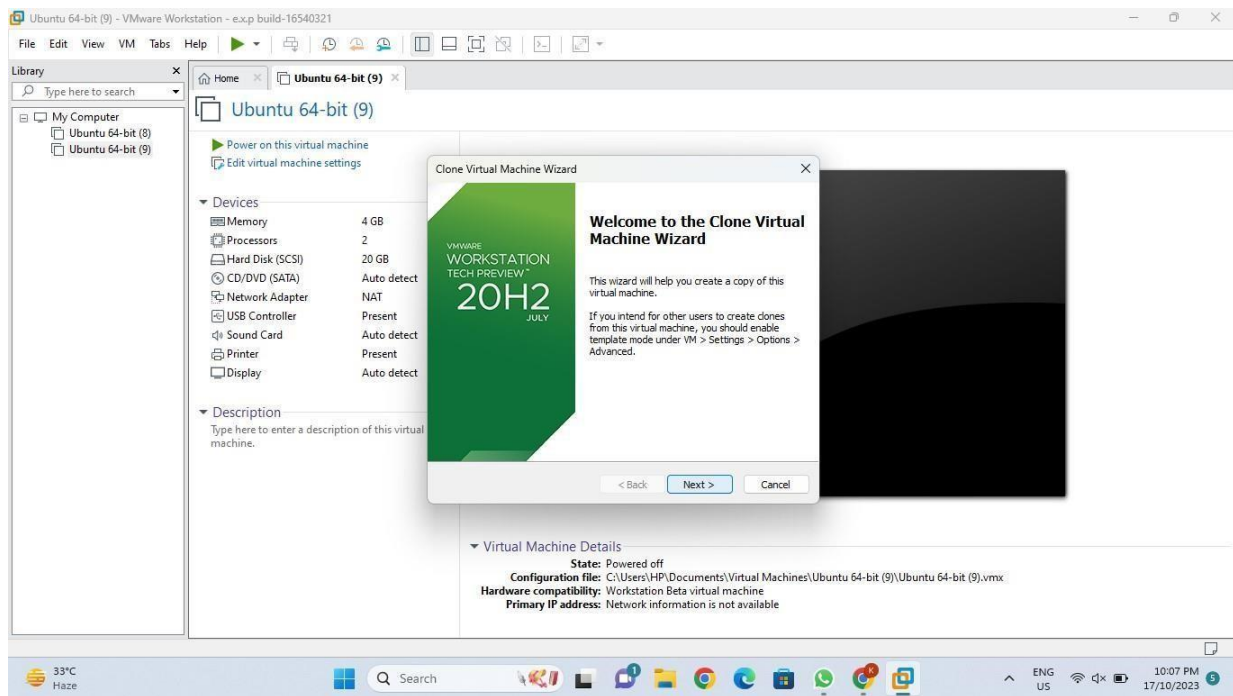 Ubuntu 64-bit (9) - VMware Workstation - e.x.p build-16540321
File Edit View VM Tabs Help
Library
Type here to search
My Computer
Ubuntu 64-bit (8)
Ubuntu 64-bit (9)
Home
Ubuntu 64-bit (9)
Ubuntu 64-bit (9)
Power on this virtual machine
Edit virtual machine settings
Devices
Memory 4 GB
Processors 2
Hard Disk (SCSI) 20 GB
CD/DVD (SATA) Auto detect
Network Adapter NAT
USB Controller Present
Sound Card Auto detect
Printer Present
Display Auto detect
Description
Type here to enter a description of this virtual
machine.
Clone Virtual Machine Wizard
VMWARE
WORKSTATION
TECH PREVIEW™
20H2
JULY
Welcome to the Clone Virtual
Machine Wizard
This wizard will help you create a copy of this
virtual machine.
If you intend for other users to create clones
from this virtual machine, you should enable
template mode under VM > Settings > Options >
Advanced.
< Back Next > Cancel
Virtual Machine Details
State: Powered off
Configuration file: C:\Users\HP\Documents\Virtual Machines\Ubuntu 64-bit (9)\Ubuntu 64-bit (9).vmx
Hardware compatibility: Workstation Beta virtual machine
Primary IP address: Network information is not available
33°C
Haze
Search
1
K
ENG
US
10:07 PM
17/10/2023
5